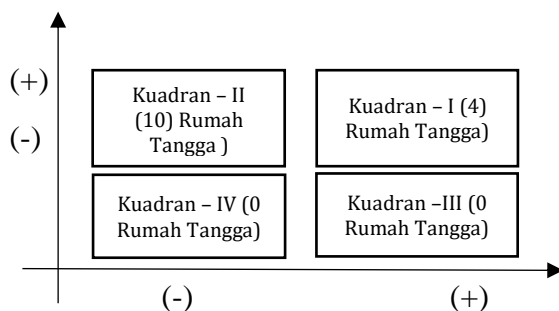 (+)
(-)
Kuadran – II
(10) Rumah
Tangga )
Kuadran – I (4)
Rumah Tangga)
Kuadran – IV (0
Rumah Tangga)
Kuadran –III (0
Rumah Tangga)
(-)
(+)